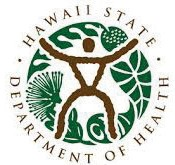 HAWAII STATE
DEPARTMENT OF HEALTH